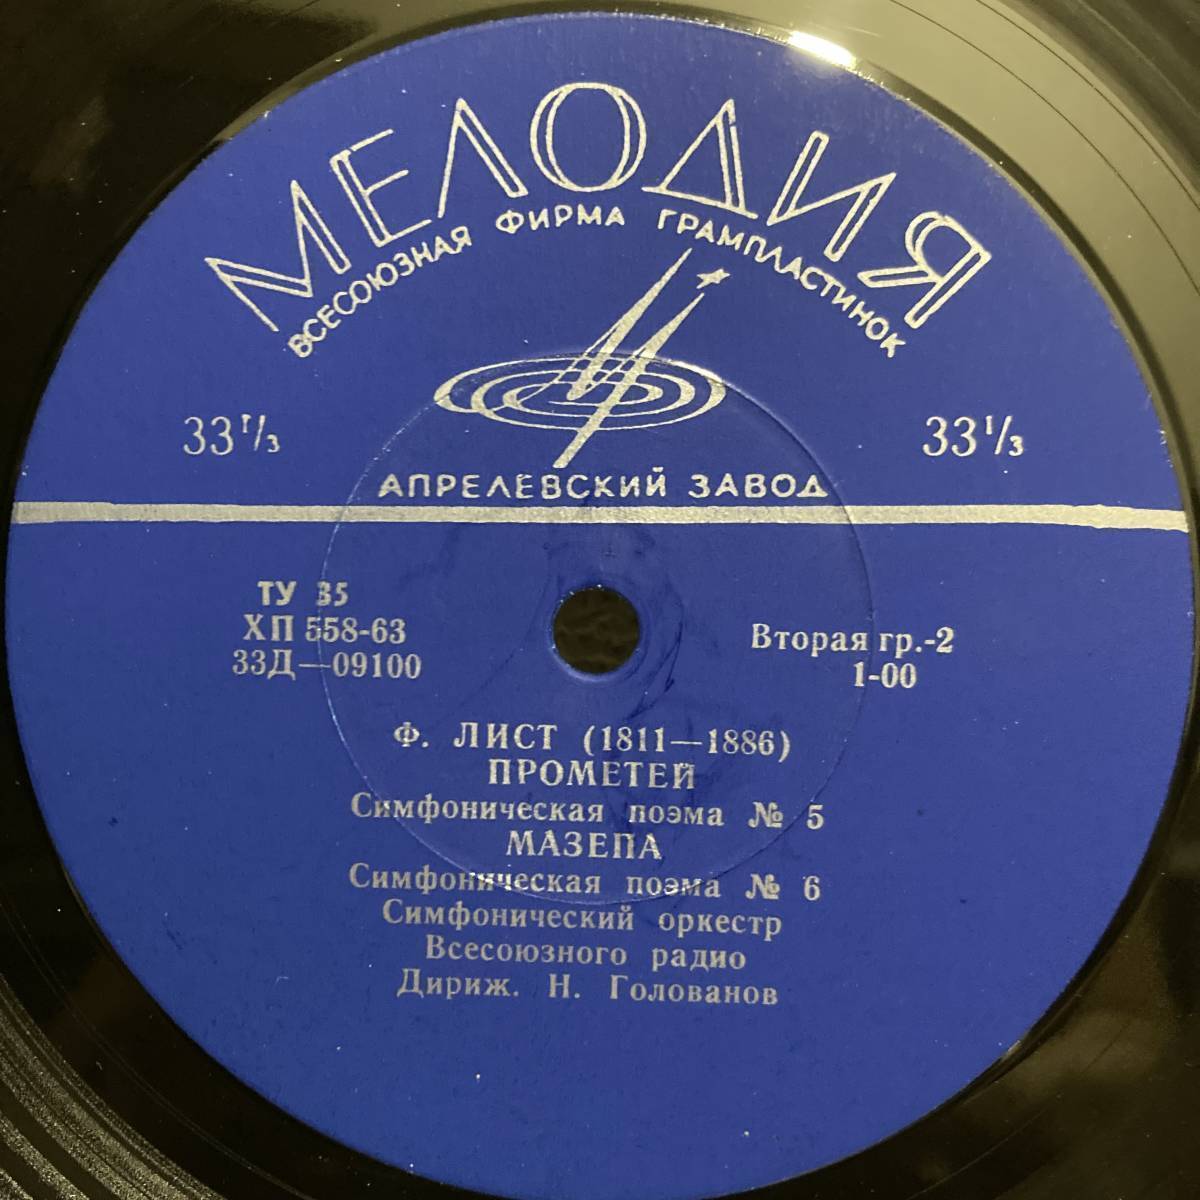 МЕЛОДИЯ
ВСЕСОЮЗНАЯ ФИРМА ГРАМПЛАСТИНОК
33 1/3
33 1/3
АПРЕЛЕВСКИЙ ЗАВОД
ТУ 35
ХП 558-63
33Д—09100
Вторая гр.-2
1-00
Ф. ЛИСТ (1811—1886)
ПРОМЕТЕЙ
Симфоническая поэма № 5
МАЗЕПА
Симфоническая поэма № 6
Симфонический оркестр
Всесоюзного радио
Дириж. Н. Голованов